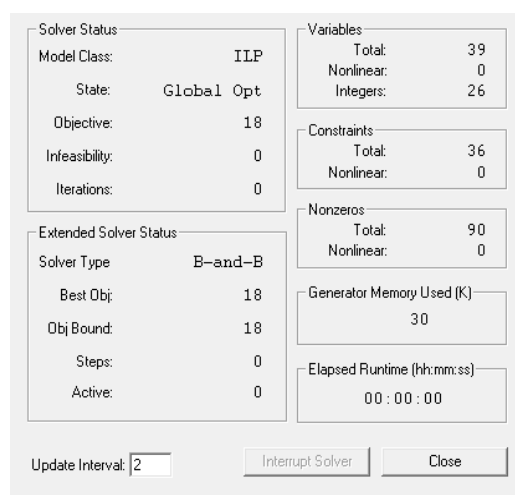 Solver Status
Model Class: ILP
State: Global Opt
Objective: 18
Infeasibility: 0
Iterations: 0
Extended Solver Status
Solver Type B-and-B
Best Obj: 18
Obj Bound: 18
Steps: 0
Active: 0
Variables
Total: 39
Nonlinear: 0
Integers: 26
Constraints
Total: 36
Nonlinear: 0
Nonzeros
Total: 90
Nonlinear: 0
Generator Memory Used (K)
30
Elapsed Runtime (hh:mm:ss)
00:00:00
Update Interval: 2 Interrupt Solver Close